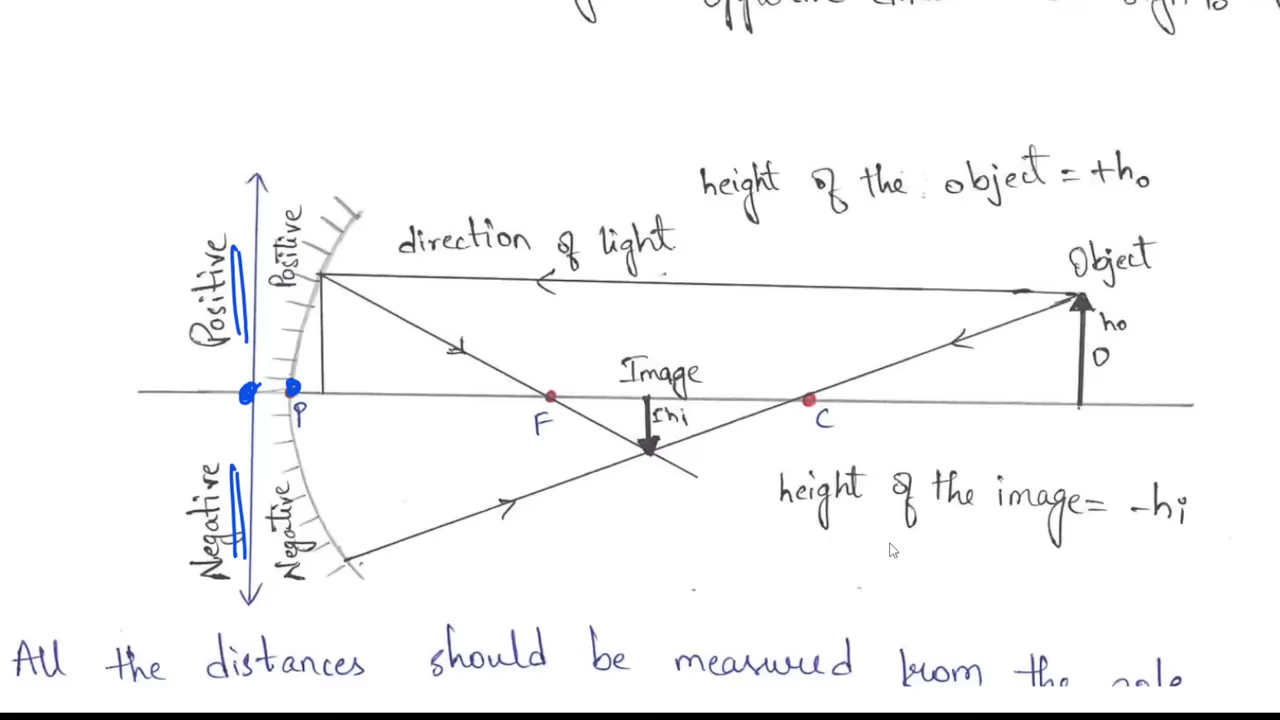 height of the object = +ho
direction of light
Object
ho
O
Positive
Positive
Image
I hi
P
F
C
Negative
Negative
height of the image = -hi
All the distances should be measured from the pole